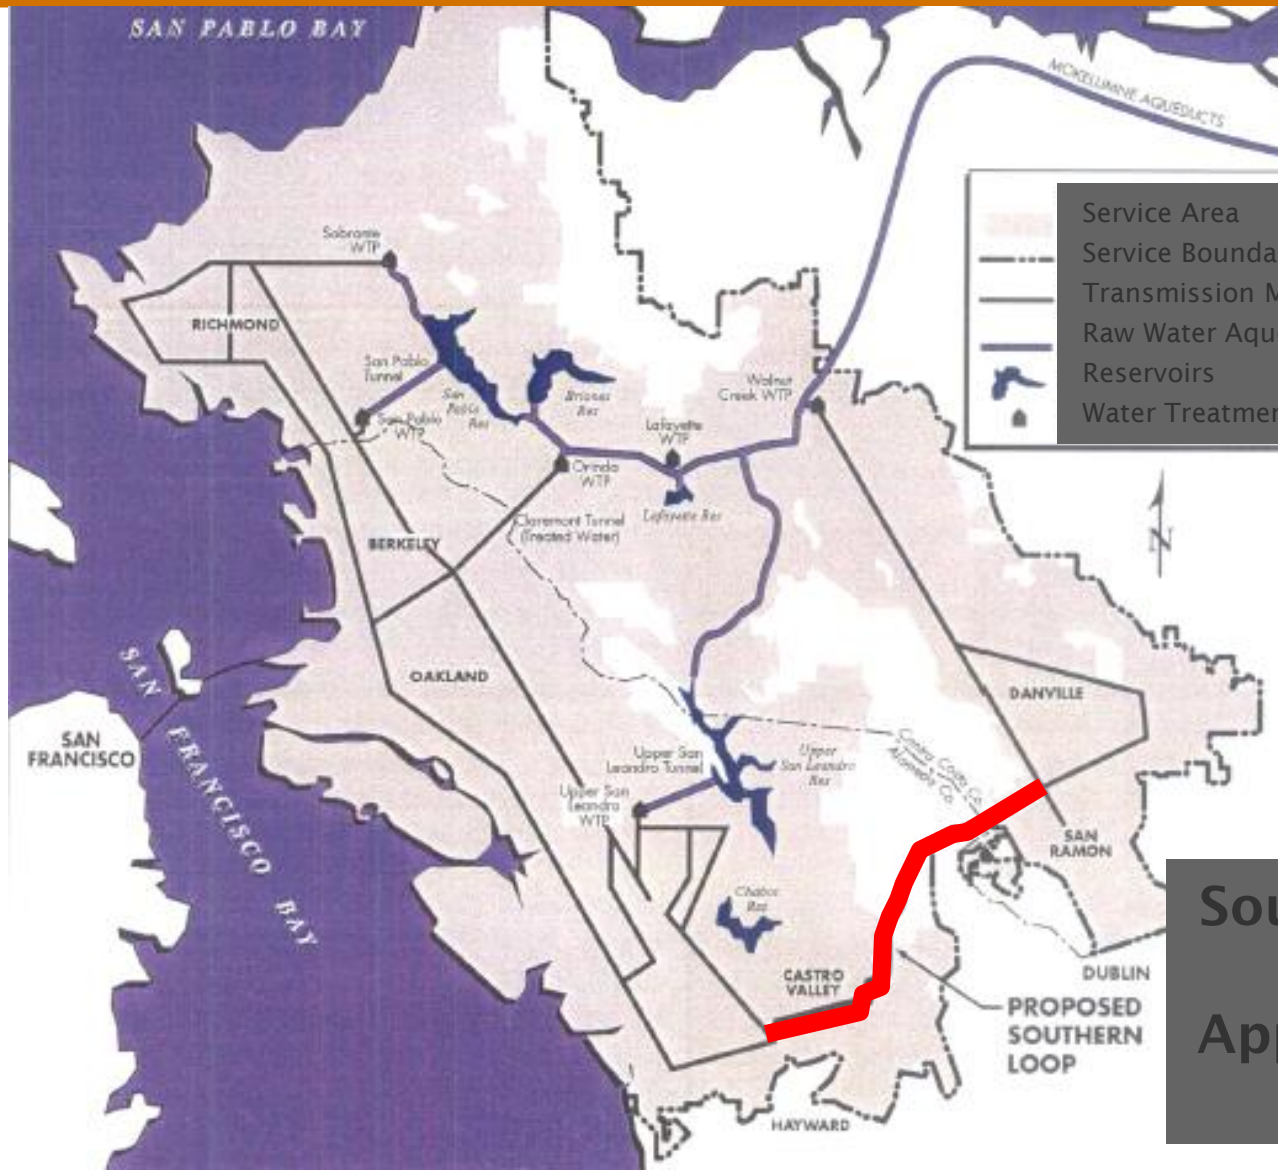 SAN PABLO BAY
MOKELUMNE AQUEDUCTS
Service Area
Service Bounda
Transmission M
Raw Water Aqu
Reservoirs
Water Treatmen
Sobrante
WTP
RICHMOND
San Pablo
Tunnel
San
Pablo
Res
Briones
Res
Walnut
Creek WTP
San Pablo
WTP
Lafayette
WTP
Orinda
WTP
Lafayette Res
Claremont Tunnel
(Treated Water)
BERKELEY
N
OAKLAND
SAN FRANCISCO BAY
SAN
FRANCISCO
DANVILLE
Contra Costa Co.
Alameda Co.
Upper San
Leandro Tunnel
Upper
San Leandro
Res
Upper San
Leandro
WTP
SAN
RAMON
Chabot
Res
Sou
CASTRO
VALLEY
DUBLIN
PROPOSED
SOUTHERN
LOOP
App
HAYWARD